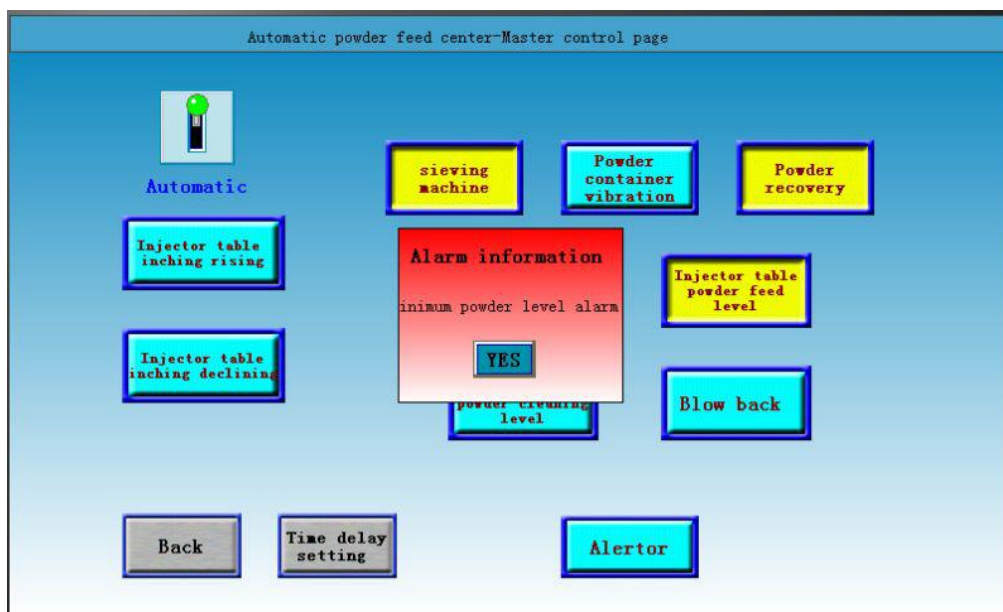 Automatic powder feed center-Master control page
Automatic
sieving
machine
Powder
container
vibration
Powder
recovery
Injector table
inching rising
Alarm information
inimum powder level alarm
YES
Injector table
powder feed
level
Injector table
inching declining
powder cleaning
level
Blow back
Back
Time delay
setting
Alertor